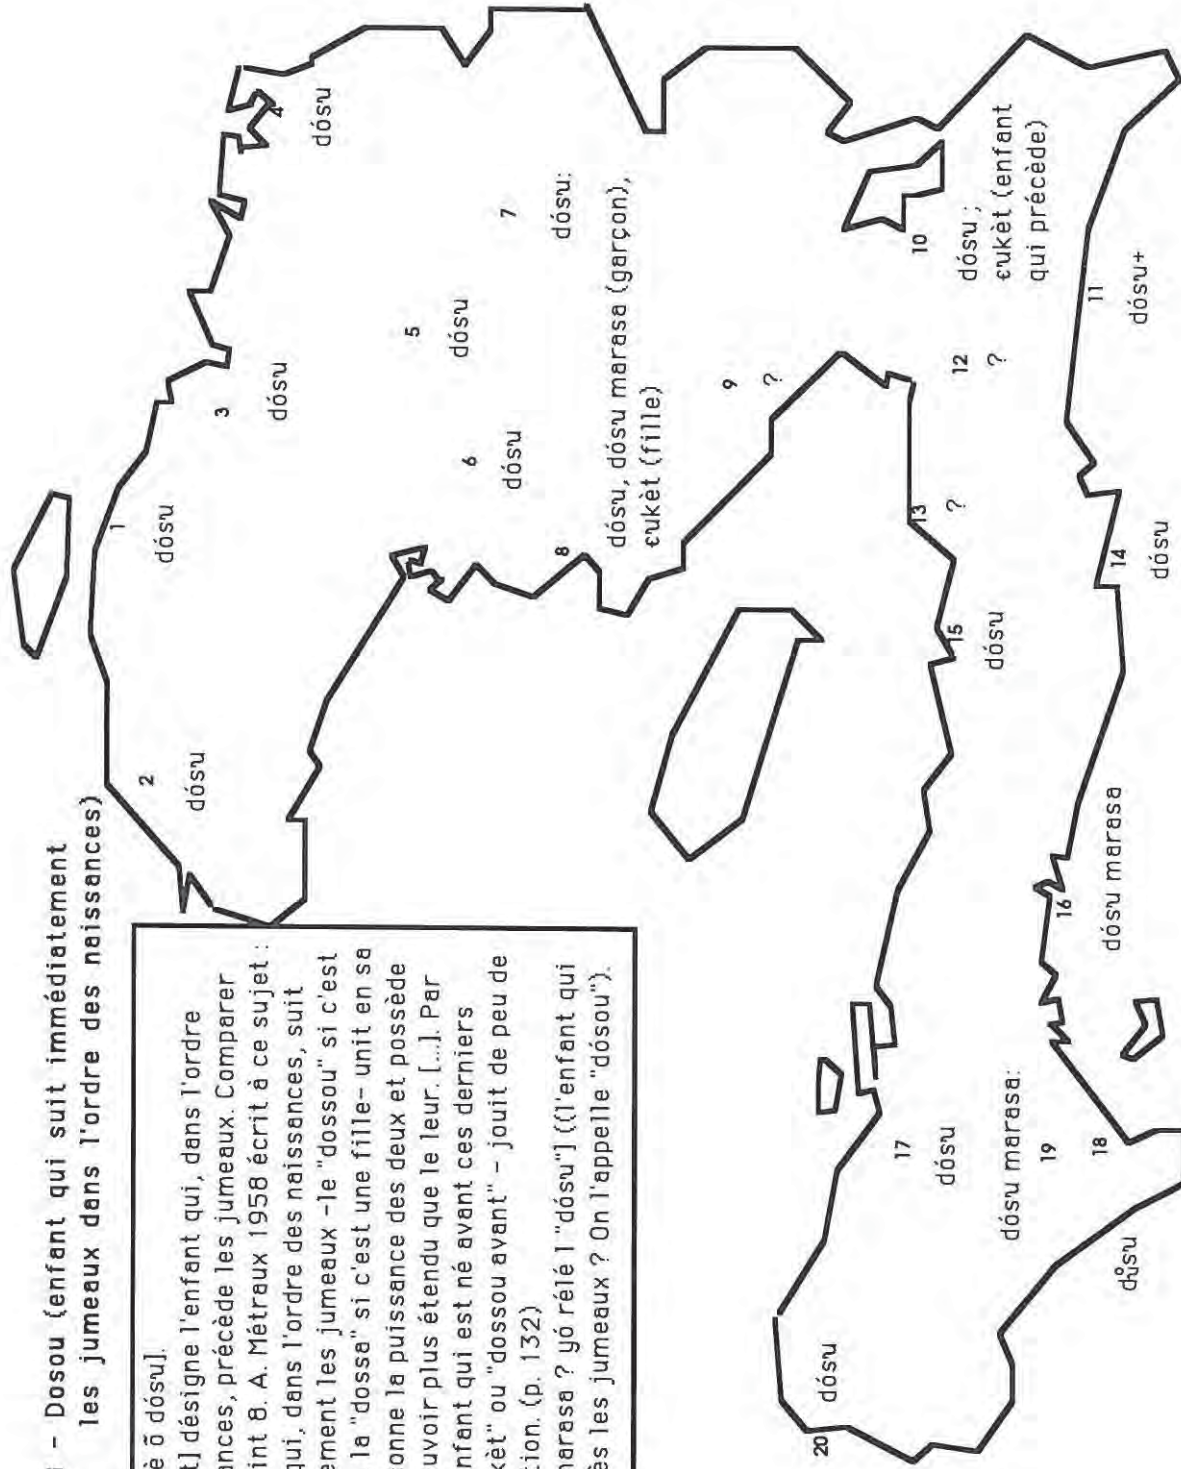 - Dosou (enfant qui suit immédiatement
les jumeaux dans l'ordre des naissances)
è õ dósu].
t] désigne l'enfant qui, dans l'ordre
ances, précède les jumeaux. Comparer
int 8. A. Métraux 1958 écrit à ce sujet :
qui, dans l'ordre des naissances, suit
ement les jumeaux -le "dossou" si c'est
la "dossa" si c'est une fille- unit en sa
onne la puissance des deux et possède
uvoir plus étendu que le leur. [...]. Par
nfant qui est né avant ces derniers
kèt" ou "dossou avant" - jouit de peu de
tion. (p. 132)
narasa ? yó rélé l "dósu"] ((l'enfant qui
ès les jumeaux ? On l'appelle "dósou").
1
dósu
2
dósu
3
dósu
4
dósu
5
dósu
6
dósu
7
dósu:
8
dósu, dósu marasa (garçon),
ɛukèt (fille)
9
?
10
dósu ;
ɛukèt (enfant
qui précède)
11
dósu+
12
?
13
?
14
dósu
15
dósu
16
dósu marasa
17
dósu
dósu marasa:
19
18
důsu
20
dósu